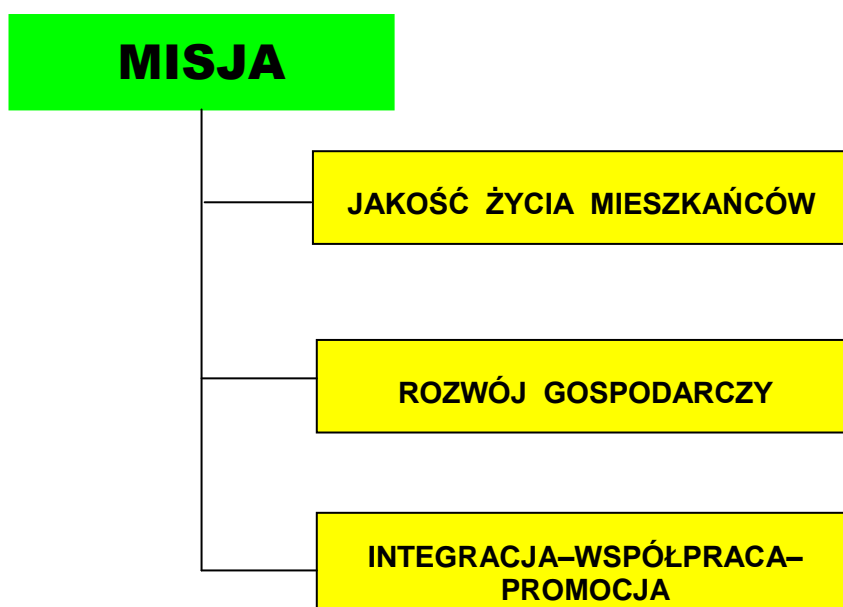 MISJA
JAKOŚĆ ŻYCIA MIESZKAŃCÓW
ROZWÓJ GOSPODARCZY
INTEGRACJA–WSPÓŁPRACA–
PROMOCJA